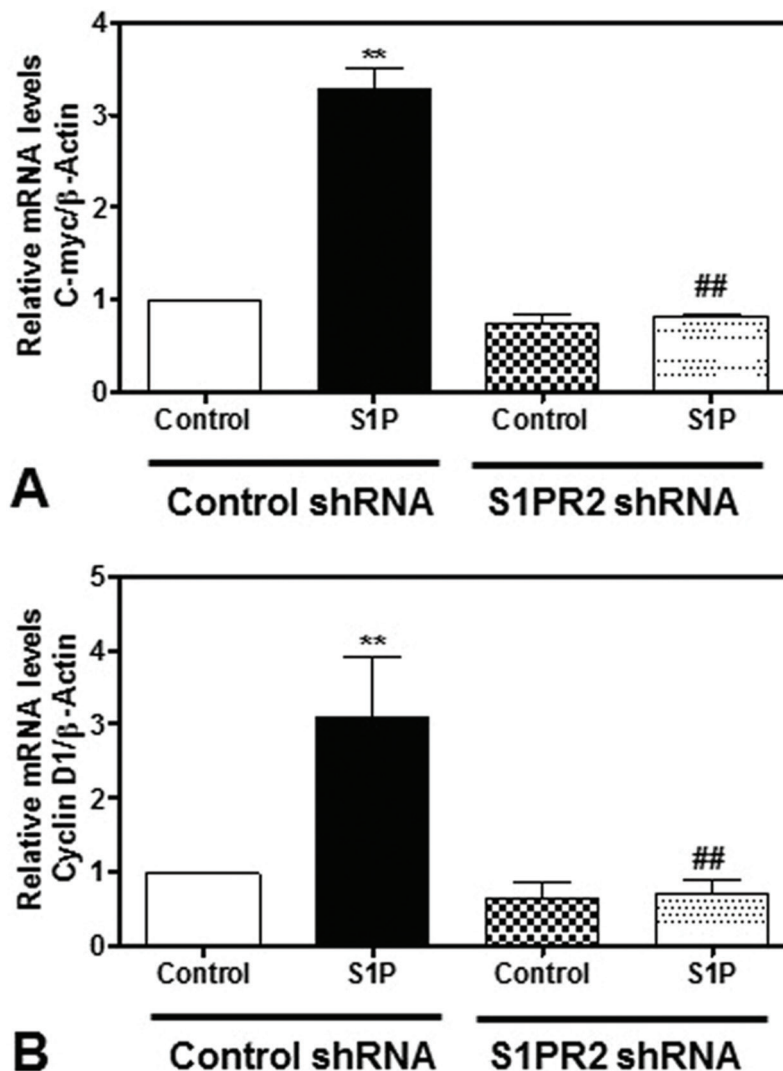 Relative mRNA levels
C-myc/β-Actin
4
3
2
1
0
**
##
Control S1P Control S1P
A
Control shRNA S1PR2 shRNA
Relative mRNA levels
Cyclin D1/β-Actin
5
4
3
2
1
0
**
##
Control S1P Control S1P
B
Control shRNA S1PR2 shRNA